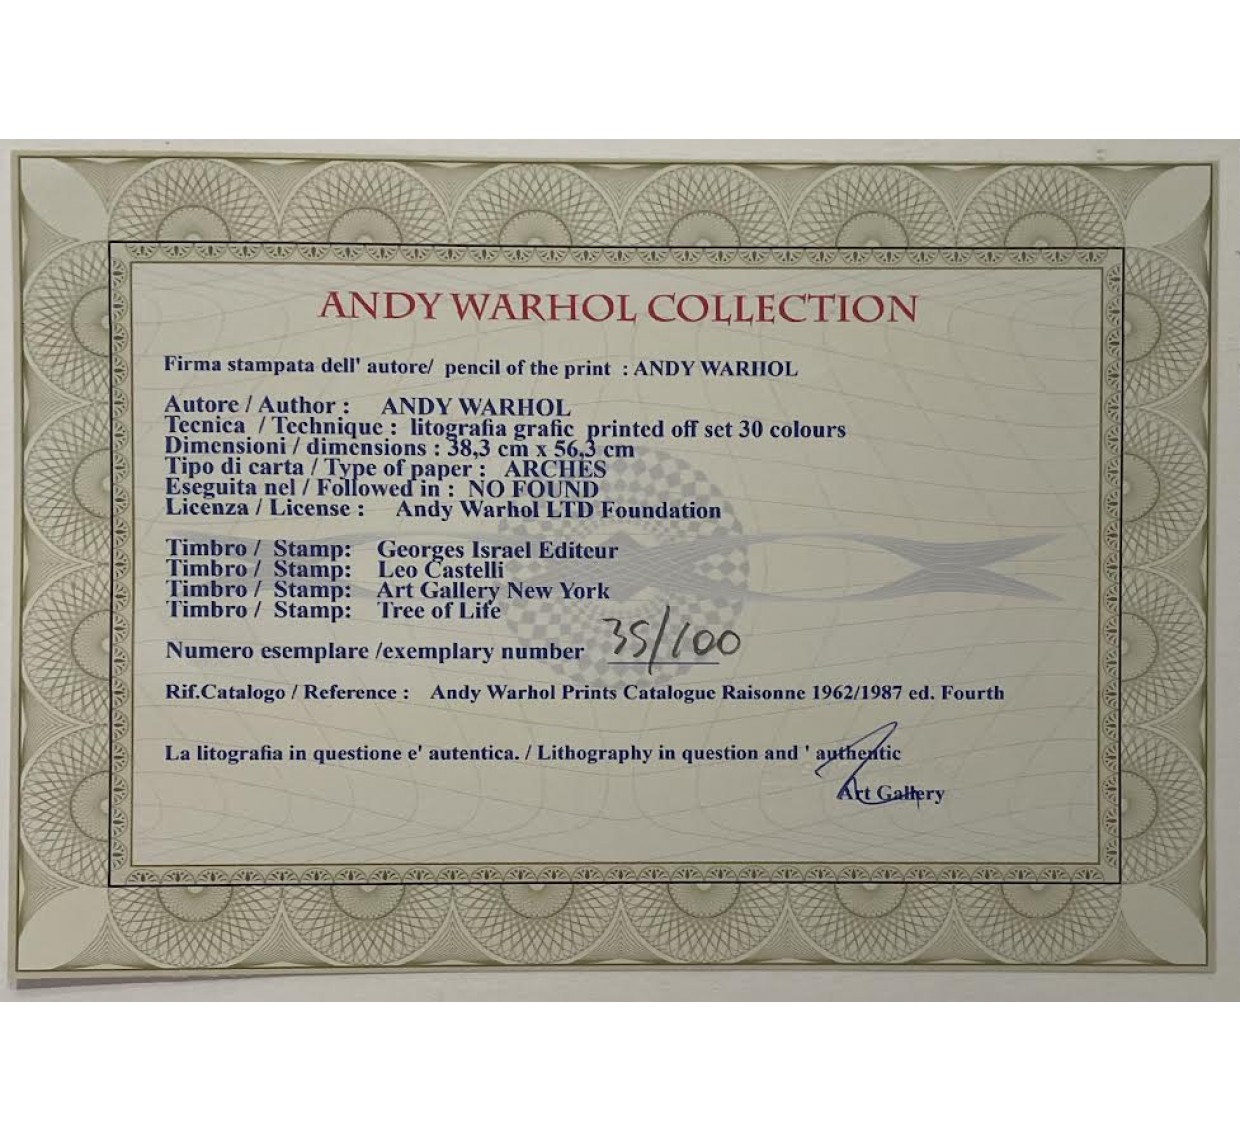 ANDY WARHOL COLLECTION
Firma stampata dell' autore/ pencil of the print : ANDY WARHOL
Autore / Author : ANDY WARHOL
Tecnica / Technique : litografia grafic printed off set 30 colours
Dimensioni / dimensions : 38,3 cm x 56,3 cm
Tipo di carta / Type of paper : ARCHES
Eseguita nel / Followed in : NO FOUND
Licenza / License : Andy Warhol LTD Foundation
Timbro / Stamp: Georges Israel Editeur
Timbro / Stamp: Leo Castelli
Timbro / Stamp: Art Gallery New York
Timbro / Stamp: Tree of Life
Numero esemplare /exemplary number 35/100
Rif.Catalogo / Reference : Andy Warhol Prints Catalogue Raisonne 1962/1987 ed. Fourth
La litografia in questione e' autentica. / Lithography in question and ' authentic
Art Gallery